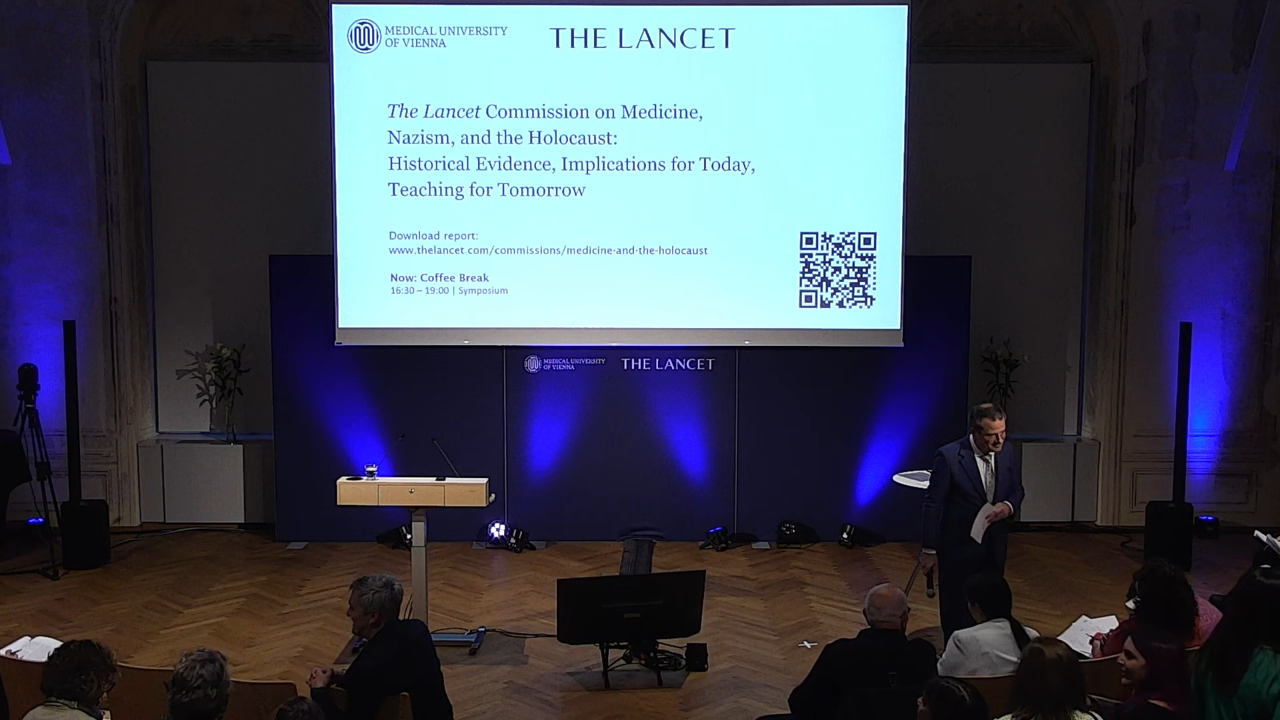 MEDICAL UNIVERSITY
OF VIENNA
THE LANCET
The Lancet Commission on Medicine,
Nazism, and the Holocaust:
Historical Evidence, Implications for Today,
Teaching for Tomorrow
Download report:
www.thelancet.com/commissions/medicine-and-the-holocaust
Now: Coffee Break
16:30 – 19:00 | Symposium
MEDICAL UNIVERSITY
OF VIENNA
THE LANCET